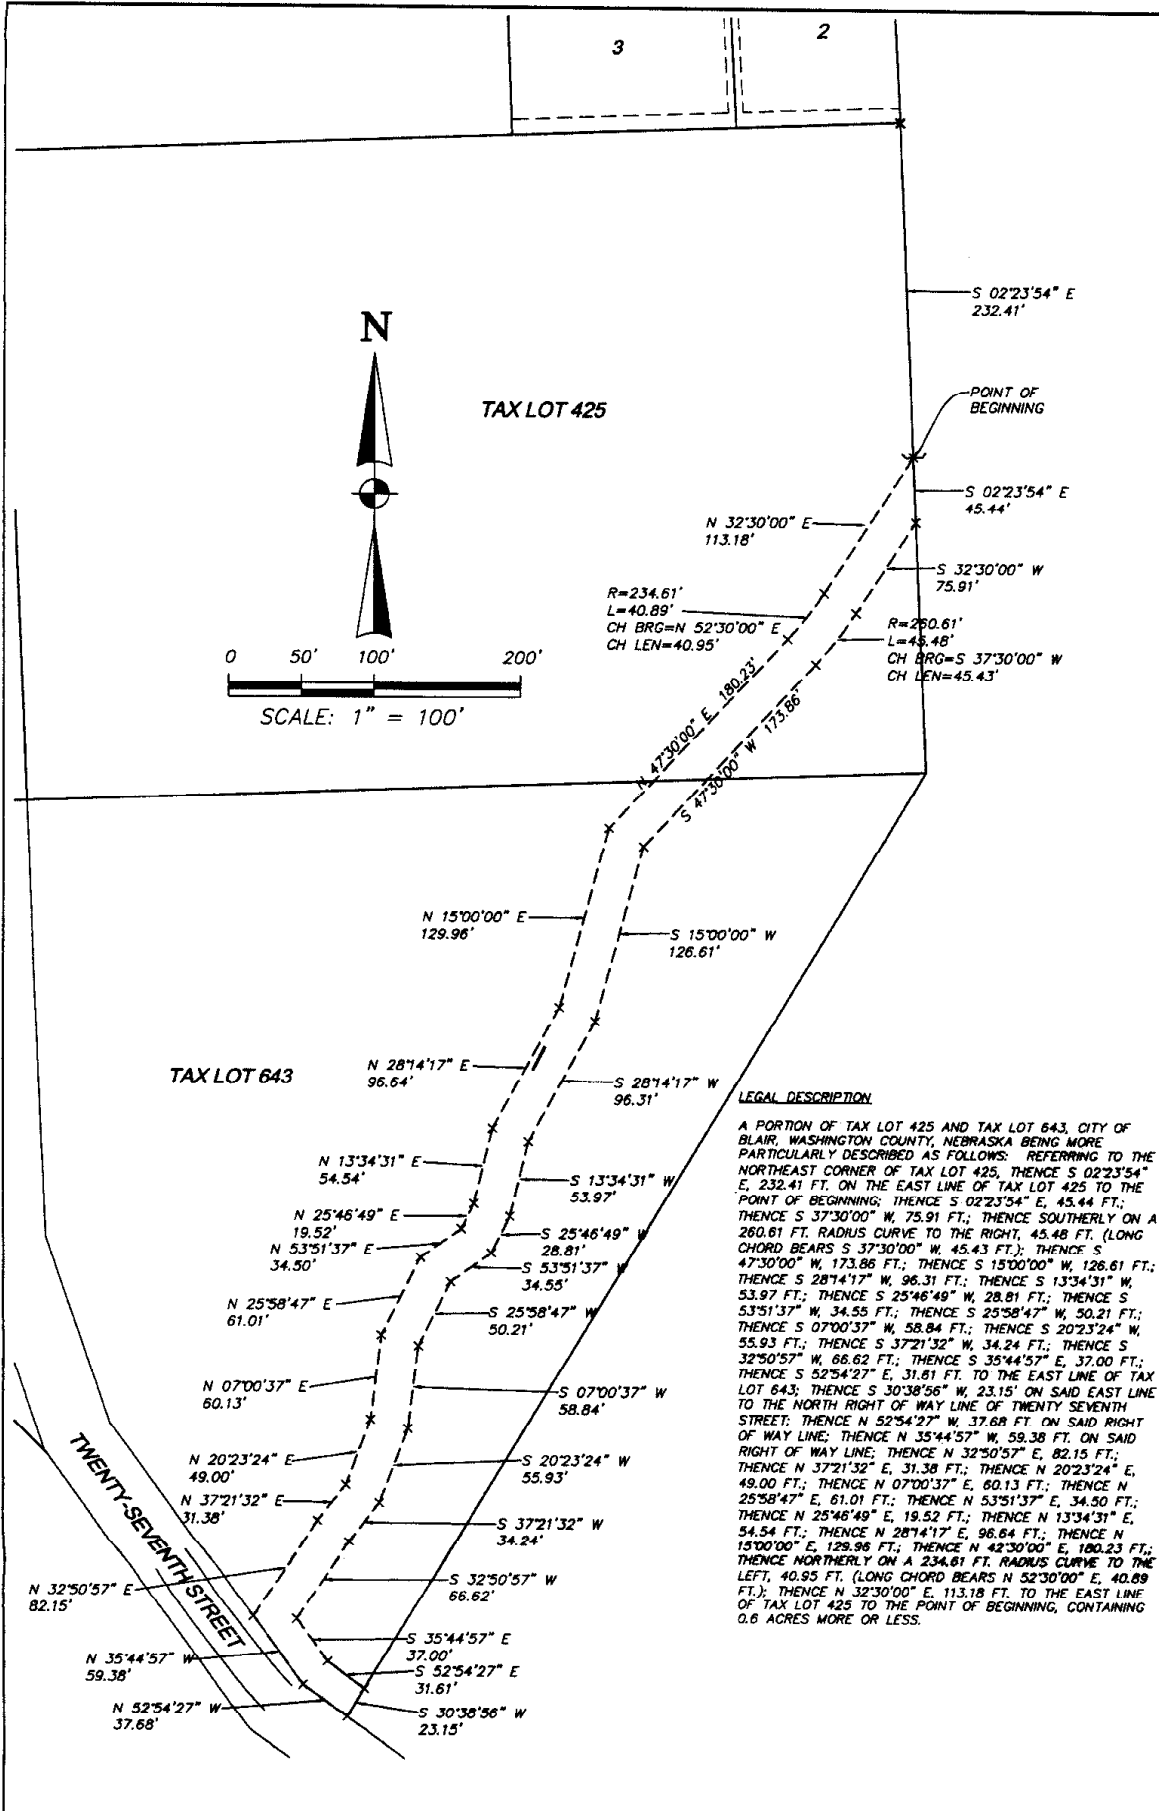 3
2
S 02°23'54" E
232.41'
N
TAX LOT 425
POINT OF
BEGINNING
S 02°23'54" E
45.44'
N 32°30'00" E
113.18'
S 32°30'00" W
75.91'
R=234.61'
L=40.89'
CH BRG=N 52°30'00" E
CH LEN=40.95'
R=260.61'
L=45.48'
CH BRG=S 37°30'00" W
CH LEN=45.43'
0 50' 100' 200'
SCALE: 1" = 100'
N 47°30'00" E 180.23'
S 47°30'00" W 173.86'
N 15°00'00" E
129.96'
S 15°00'00" W
126.61'
TAX LOT 643
N 28°14'17" E
96.64'
S 28°14'17" W
96.31'
N 13°34'31" E
54.54'
S 13°34'31" W
53.97'
N 25°46'49" E
19.52'
S 25°46'49" W
28.81'
N 53°51'37" E
34.50'
S 53°51'37" W
34.55'
N 25°58'47" E
61.01'
S 25°58'47" W
50.21'
N 07°00'37" E
60.13'
S 07°00'37" W
58.84'
N 20°23'24" E
49.00'
S 20°23'24" W
55.93'
N 37°21'32" E
31.38'
S 37°21'32" W
34.24'
N 32°50'57" E
82.15'
S 32°50'57" W
66.62'
TWENTY-SEVENTH STREET
N 35°44'57" W
59.38'
S 35°44'57" E
37.00'
S 52°54'27" E
31.61'
N 52°54'27" W
37.68'
S 30°38'56" W
23.15'
LEGAL DESCRIPTION
A PORTION OF TAX LOT 425 AND TAX LOT 643, CITY OF
BLAIR, WASHINGTON COUNTY, NEBRASKA BEING MORE
PARTICULARLY DESCRIBED AS FOLLOWS: REFERRING TO THE
NORTHEAST CORNER OF TAX LOT 425, THENCE S 02°23'54"
E, 232.41 FT. ON THE EAST LINE OF TAX LOT 425 TO THE
POINT OF BEGINNING; THENCE S 02°23'54" E, 45.44 FT.;
THENCE S 37°30'00" W, 75.91 FT.; THENCE SOUTHERLY ON A
260.61 FT. RADIUS CURVE TO THE RIGHT, 45.48 FT. (LONG
CHORD BEARS S 37°30'00" W, 45.43 FT.); THENCE S
47°30'00" W, 173.86 FT.; THENCE S 15°00'00" W, 126.61 FT.;
THENCE S 28°14'17" W, 96.31 FT.; THENCE S 13°34'31" W,
53.97 FT.; THENCE S 25°46'49" W, 28.81 FT.; THENCE S
53°51'37" W, 34.55 FT.; THENCE S 25°58'47" W, 50.21 FT.;
THENCE S 07°00'37" W, 58.84 FT.; THENCE S 20°23'24" W,
55.93 FT.; THENCE S 37°21'32" W, 34.24 FT.; THENCE S
32°50'57" W, 66.62 FT.; THENCE S 35°44'57" E, 37.00 FT.;
THENCE S 52°54'27" E, 31.61 FT. TO THE EAST LINE OF TAX
LOT 643; THENCE S 30°38'56" W, 23.15' ON SAID EAST LINE
TO THE NORTH RIGHT OF WAY LINE OF TWENTY SEVENTH
STREET; THENCE N 52°54'27" W, 37.68 FT. ON SAID RIGHT
OF WAY LINE; THENCE N 35°44'57" W, 59.38 FT. ON SAID
RIGHT OF WAY LINE; THENCE N 32°50'57" E, 82.15 FT.;
THENCE N 37°21'32" E, 31.38 FT.; THENCE N 20°23'24" E,
49.00 FT.; THENCE N 07°00'37" E, 60.13 FT.; THENCE N
25°58'47" E, 61.01 FT.; THENCE N 53°51'37" E, 34.50 FT.;
THENCE N 25°46'49" E, 19.52 FT.; THENCE N 13°34'31" E,
54.54 FT.; THENCE N 28°14'17" E, 96.64 FT.; THENCE N
15°00'00" E, 129.96 FT.; THENCE N 42°30'00" E, 180.23 FT.;
THENCE NORTHERLY ON A 234.61 FT. RADIUS CURVE TO THE
LEFT, 40.95 FT. (LONG CHORD BEARS N 52°30'00" E, 40.89
FT.); THENCE N 32°30'00" E, 113.18 FT. TO THE EAST LINE
OF TAX LOT 425 TO THE POINT OF BEGINNING, CONTAINING
0.6 ACRES MORE OR LESS.